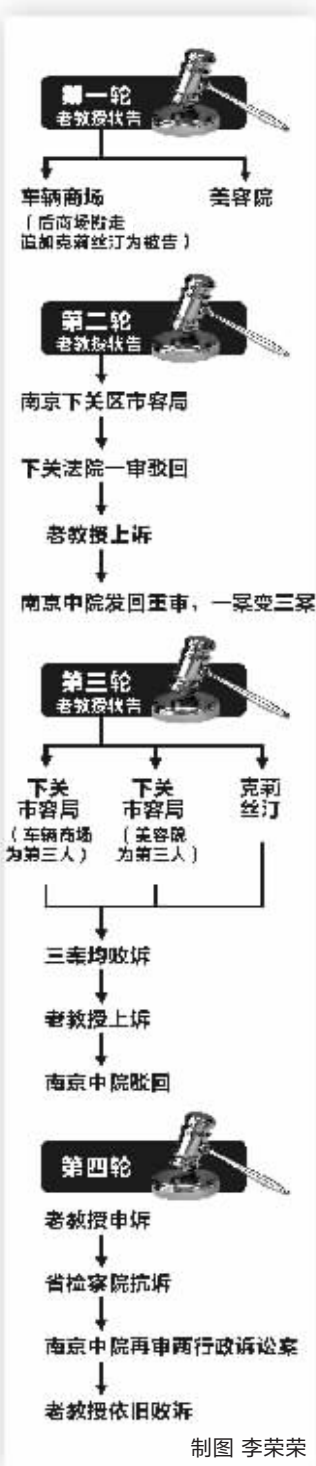 第一轮
老教授状告
车辆商场 美容院
（后商场搬走
追加克莉丝汀为被告）
第二轮
老教授状告
南京下关区市容局
下关法院一审驳回
老教授上诉
南京中院发回重审，一案变三案
第三轮
老教授状告
下关 下关 克莉
市容局 市容局 丝汀
（车辆商场 （美容院
为第三人） 为第三人）
三案均败诉
老教授上诉
南京中院驳回
第四轮
老教授申诉
省检察院抗诉
南京中院再审两行政诉讼案
老教授依旧败诉
制图 李荣荣